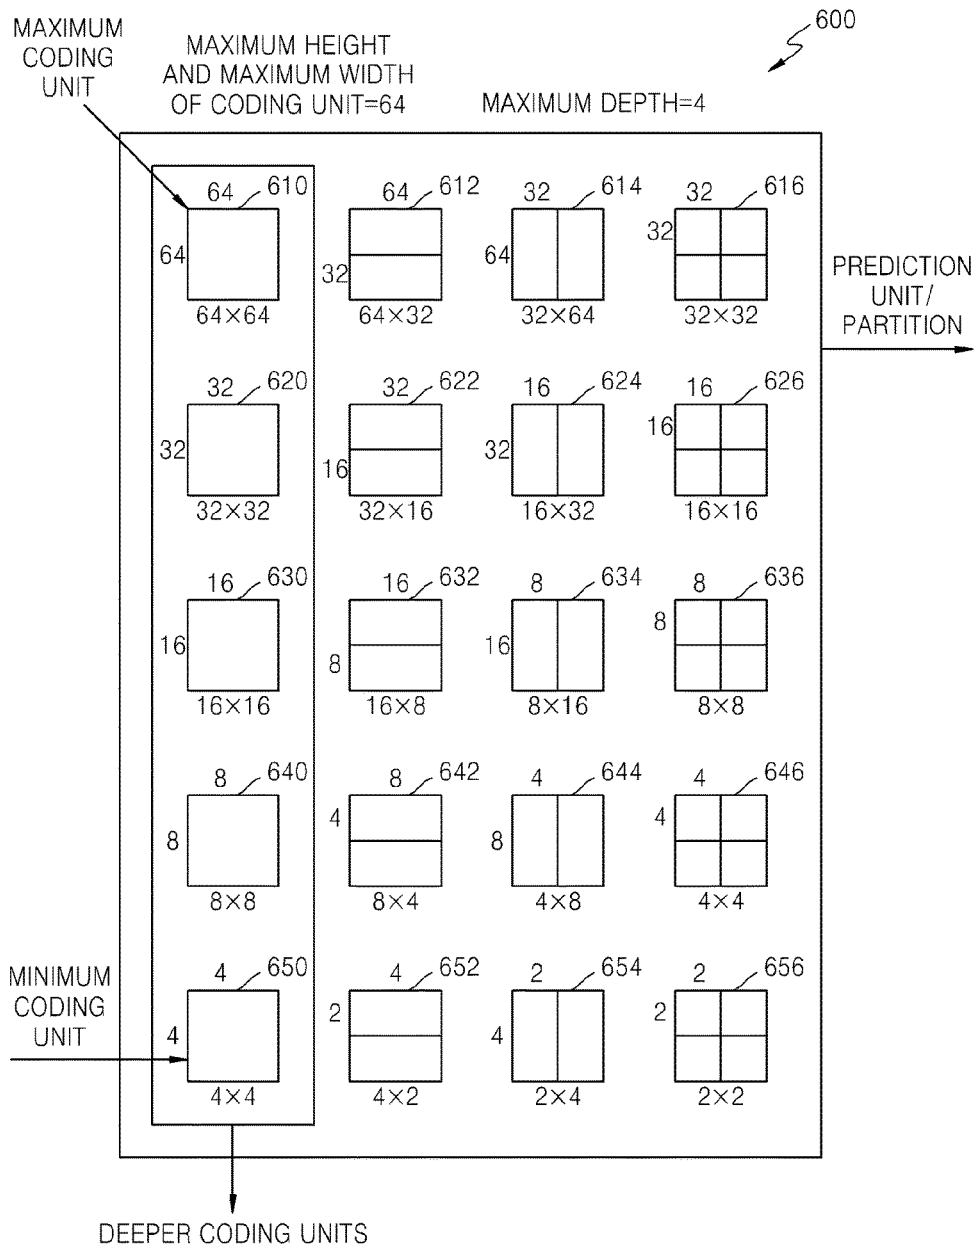 600
MAXIMUM
CODING
UNIT
MAXIMUM HEIGHT
AND MAXIMUM WIDTH
OF CODING UNIT=64
MAXIMUM DEPTH=4
64 610 64 612 32 614 32 616
64 32 64 32
64×64 64×32 32×64 32×32
PREDICTION
UNIT/
PARTITION
32 620 32 622 16 624 16 626
32 16 32 16
32×32 32×16 16×32 16×16
16 630 16 632 8 634 8 636
16 8 16 8
16×16 16×8 8×16 8×8
8 640 8 642 4 644 4 646
8 4 8 4
8×8 8×4 4×8 4×4
MINIMUM
CODING
UNIT
4 650 4 652 2 654 2 656
4 2 4 2
4×4 4×2 2×4 2×2
DEEPER CODING UNITS